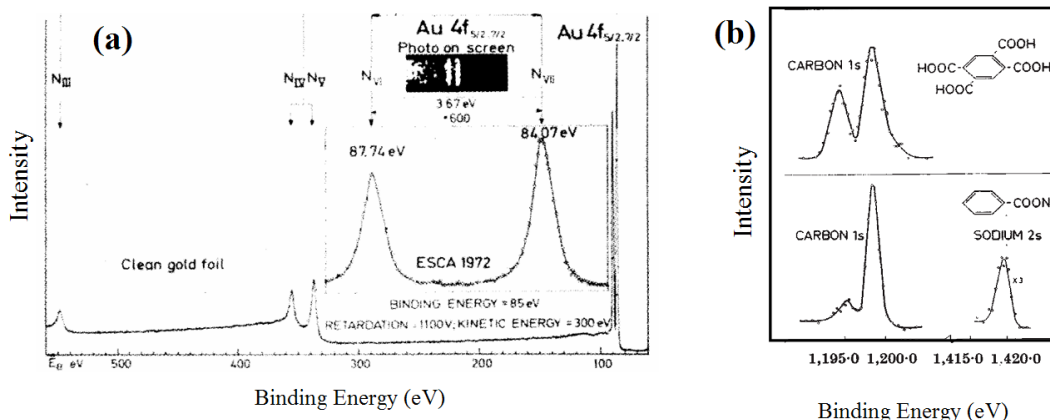 (a)
Au 4f5/2,7/2
Photo on screen
Au 4f5/2,7/2
NIII
NIV
NV
NVI
NVII
3.67 eV
×600
87.74 eV
84.07 eV
Intensity
Clean gold foil
ESCA 1972
BINDING ENERGY = 85 eV
RETARDATION = 1100 V; KINETIC ENERGY = 300 eV
EB eV
500
300
200
100
Binding Energy (eV)
(b)
CARBON 1s
COOH
HOOC
COOH
HOOC
Intensity
COON
CARBON 1s
SODIUM 2s
×3
1,195·0
1,200·0
1,415·0
1,420·0
Binding Energy (eV)